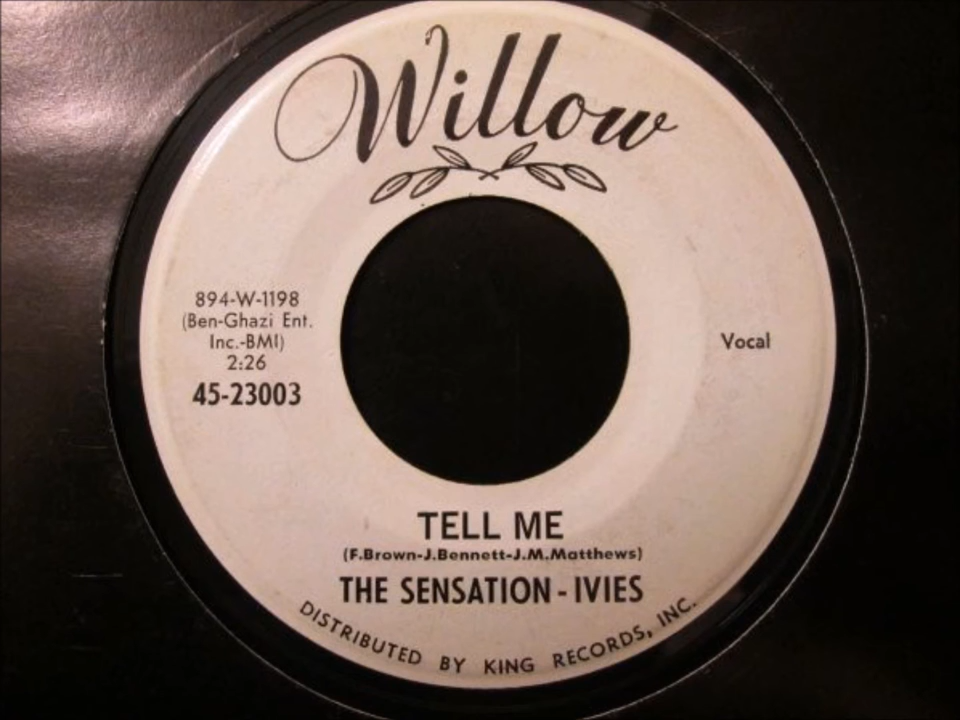 Willow
894-W-1198
(Ben-Ghazi Ent.
Inc.-BMI)
2:26
45-23003
Vocal
TELL ME
(F.Brown-J.Bennett-J.M.Matthews)
THE SENSATION-IVIES
DISTRIBUTED BY KING RECORDS, INC.